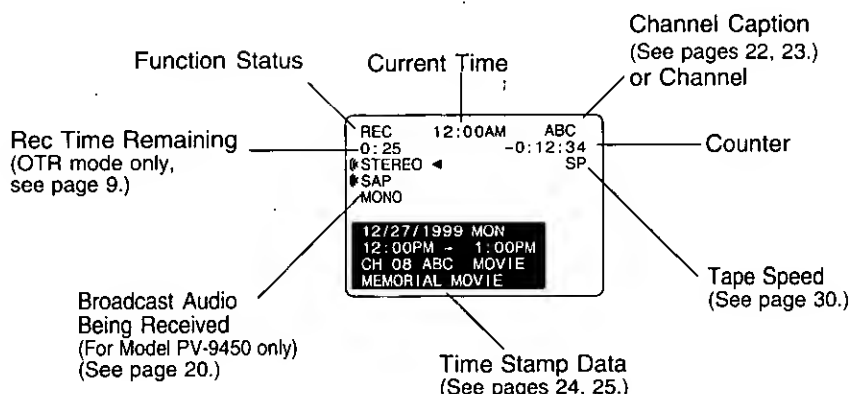 Channel Caption
(See pages 22, 23.)
or Channel
Function Status
Current Time
Rec Time Remaining
(OTR mode only,
see page 9.)
REC 12:00AM ABC
-0:25 -0:12:34
STEREO ◄ SP
SAP
MONO
Counter
12/27/1999 MON
12:00PM - 1:00PM
CH 08 ABC MOVIE
MEMORIAL MOVIE
Tape Speed
(See page 30.)
Broadcast Audio
Being Received
(For Model PV-9450 only)
(See page 20.)
Time Stamp Data
(See pages 24, 25.)